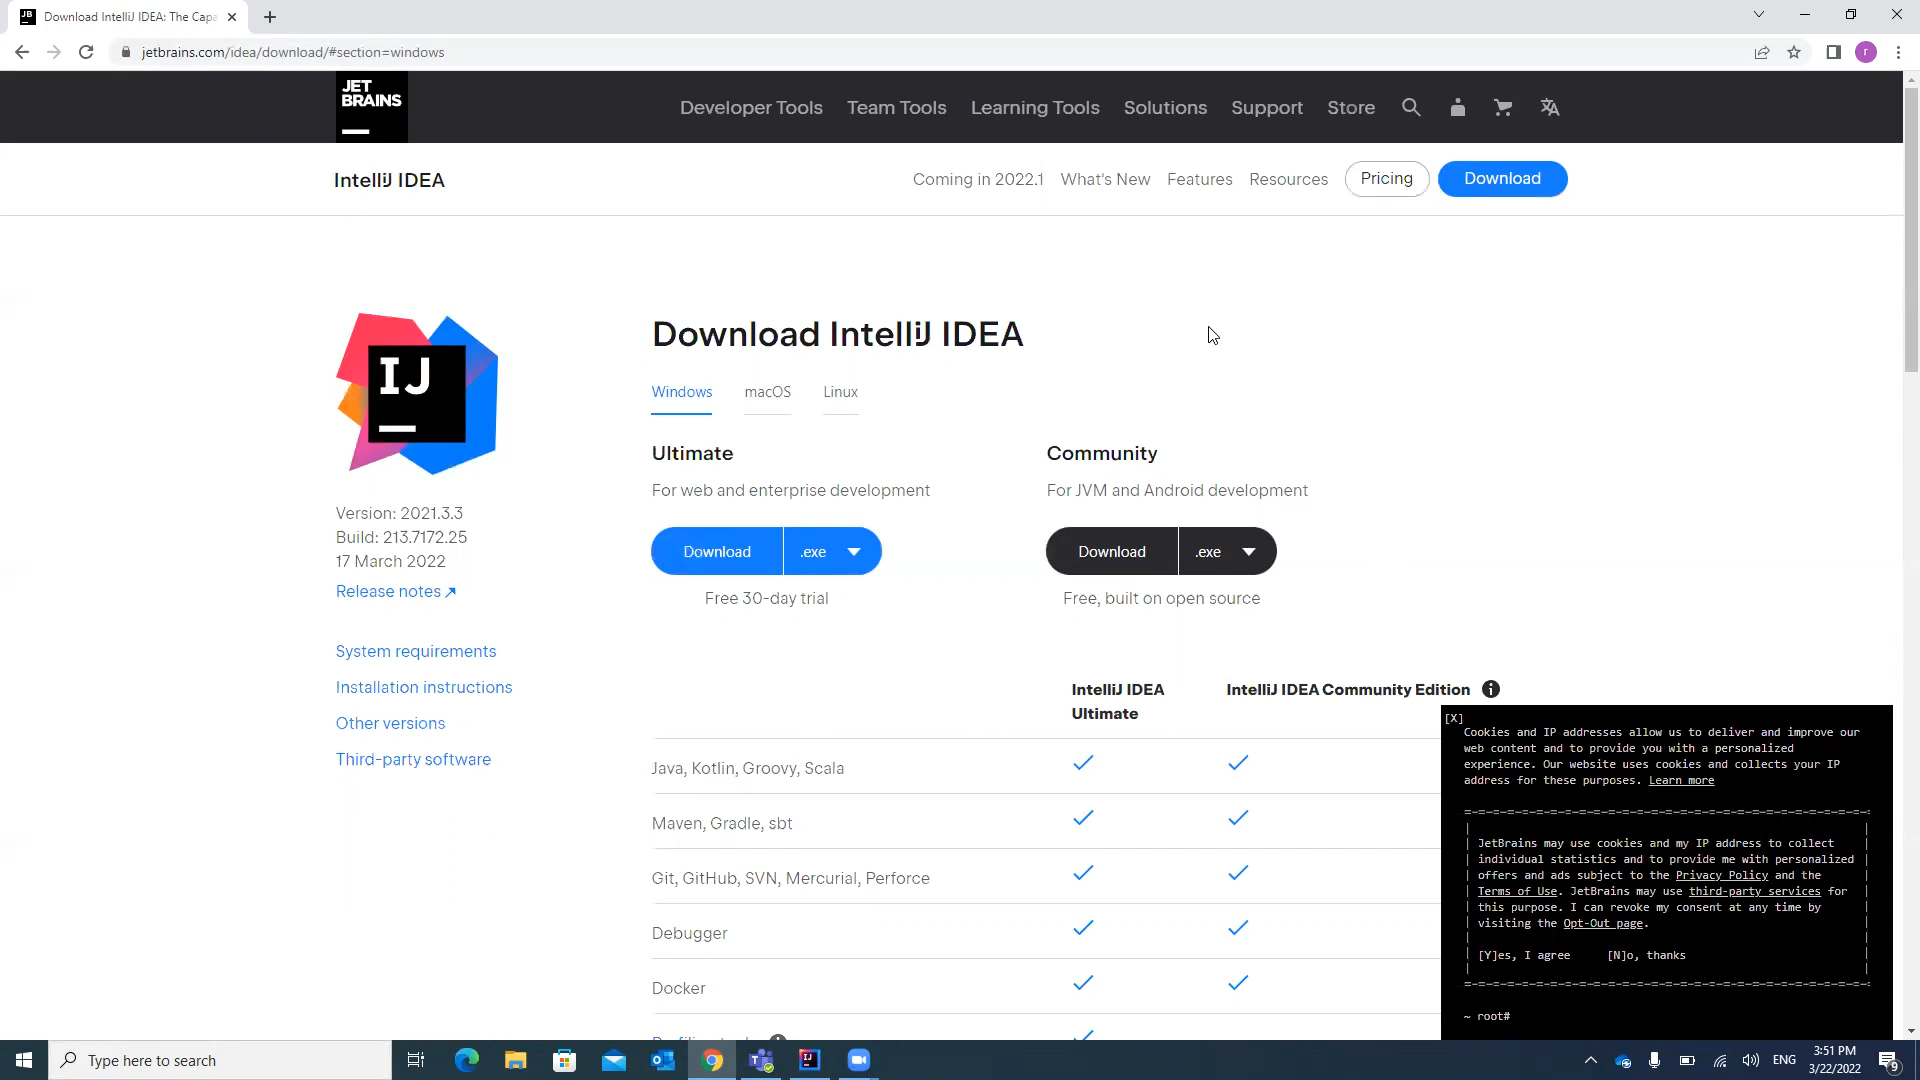 JB
Download IntelliJ IDEA: The Capa
jetbrains.com/idea/download/#section=windows
r
JET
BRAINS
Developer Tools
Team Tools
Learning Tools
Solutions
Support
Store
IntelliJ IDEA
Coming in 2022.1
What's New
Features
Resources
Pricing
Download
IJ
Download IntelliJ IDEA
Windows
macOS
Linux
Ultimate
Community
For web and enterprise development
For JVM and Android development
Download
.exe
Download
.exe
Free 30-day trial
Free, built on open source
Version: 2021.3.3
Build: 213.7172.25
17 March 2022
Release notes ↗
System requirements
Installation instructions
Other versions
Third-party software
IntelliJ IDEA
Ultimate
IntelliJ IDEA Community Edition
Java, Kotlin, Groovy, Scala
Maven, Gradle, sbt
Git, GitHub, SVN, Mercurial, Perforce
Debugger
Docker
[X]
Cookies and IP addresses allow us to deliver and improve our
web content and to provide you with a personalized
experience. Our website uses cookies and collects your IP
address for these purposes. Learn more
JetBrains may use cookies and my IP address to collect
individual statistics and to provide me with personalized
offers and ads subject to the Privacy Policy and the
Terms of Use. JetBrains may use third-party services for
this purpose. I can revoke my consent at any time by
visiting the Opt-Out page.
[Y]es, I agree
[N]o, thanks
~ root#
Type here to search
ENG
3:51 PM
3/22/2022
9